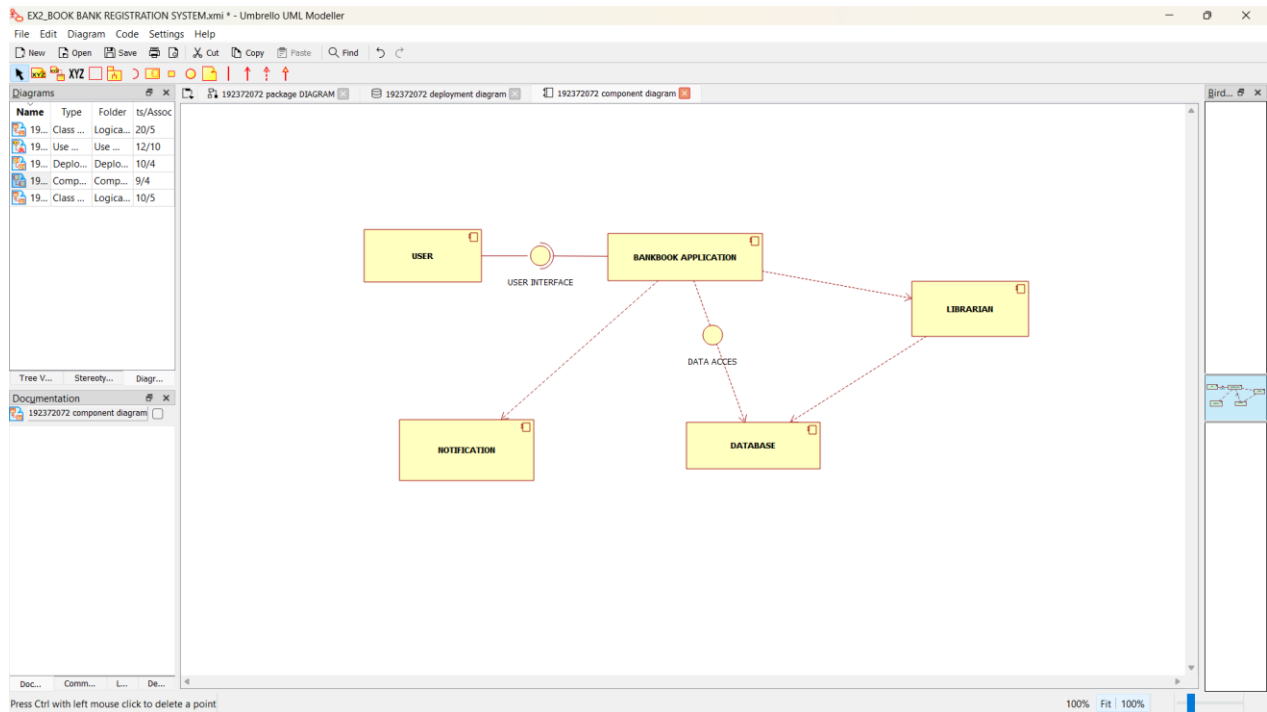 EX2_BOOK BANK REGISTRATION SYSTEM.xmi * - Umbrello UML Modeller
File Edit Diagram Code Settings Help
New Open Save Cut Copy Paste Find
XYZ XYZ
Diagrams
192372072 package DIAGRAM 192372072 deployment diagram 192372072 component diagram
Bird...
Name Type Folder ts/Assoc
19... Class ... Logica... 20/5
19... Use ... Use ... 12/10
19... Deplo... Deplo... 10/4
19... Comp... Comp... 9/4
19... Class ... Logica... 10/5
USER
BANKBOOK APPLICATION
USER INTERFACE
LIBRARIAN
DATA ACCES
Tree V... Stereoty... Diagr...
Documentation
192372072 component diagram
NOTIFICATION
DATABASE
Doc... Comm... L... De...
Press Ctrl with left mouse click to delete a point
100% Fit 100%